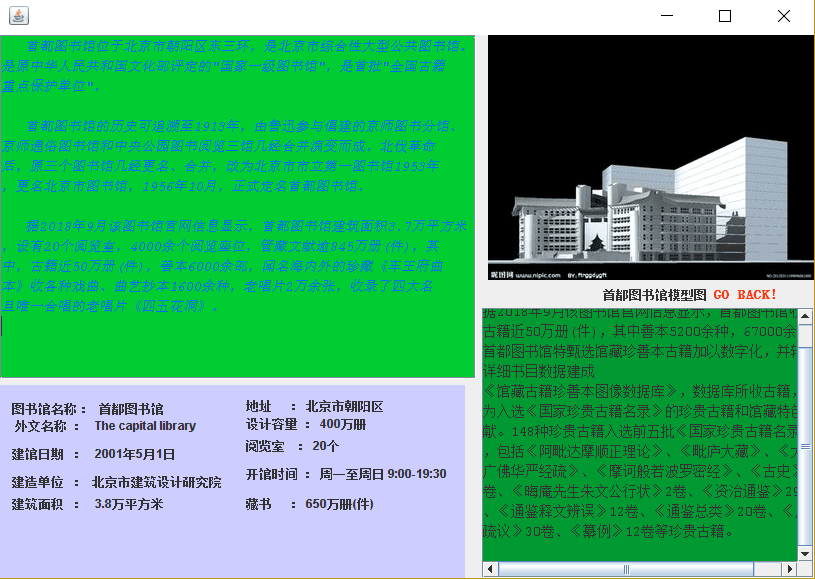 首都图书馆位于北京市朝阳区东三环，是北京市综合性大型公共图书馆，
是原中华人民共和国文化部评定的"国家一级图书馆"，是首批"全国古籍
重点保护单位"。
首都图书馆的历史可追溯至1913年，由鲁迅参与倡建的京师图书分馆、
京师通俗图书馆和中央公园图书阅览三馆几经合并演变而成。北伐革命
后，原三个图书馆几经更名、合并，改为北京市市立第一图书馆1953年
，更名北京市图书馆，1956年10月，正式定名首都图书馆。
据2018年9月该图书馆官网信息显示，首都图书馆建筑面积3.7万平方米
，设有20个阅览室，4000余个阅览座位，馆藏文献逾845万册(件)，其
中，古籍近50万册(件)，善本6000余部，闻名海内外的珍藏《车王府曲
本》收各种戏曲、曲艺抄本1600余种，老唱片2万余张，收录了四大名
旦唯一合唱的老唱片《四五花洞》。
昵图网 www.nipic.com BY:
首都图书馆模型图 GO BACK!
图书馆名称： 首都图书馆
外文名称 ： The capital library
建馆日期 ： 2001年5月1日
建造单位 ： 北京市建筑设计研究院
建筑面积 ： 3.8万平方米
地址 ： 北京市朝阳区
设计容量 ： 400万册
阅览室 ： 20个
开馆时间 ： 周一至周日 9:00-19:30
藏书 ： 650万册(件)
据2018年9月该图书馆官网信息显示，首都图书馆
古籍近50万册(件)，其中善本5200余种，67000余
首都图书馆特甄选馆藏珍善本古籍加以数字化，并
详细书目数据建成
《馆藏古籍珍善本图像数据库》，数据库所收古籍，
为入选《国家珍贵古籍名录》的珍贵古籍和馆藏特
献。148种珍贵古籍入选前五批《国家珍贵古籍名录
，包括《阿毗达摩顺正理论》、《毗庐大藏》、《
广佛华严经疏》、《摩诃般若波罗密经》、《古史》
卷、《晦庵先生朱文公行状》2卷、《资治通鉴》
、《通鉴释文辨误》12卷、《通鉴总类》20卷、《
疏议》30卷、《墓例》12卷等珍贵古籍。